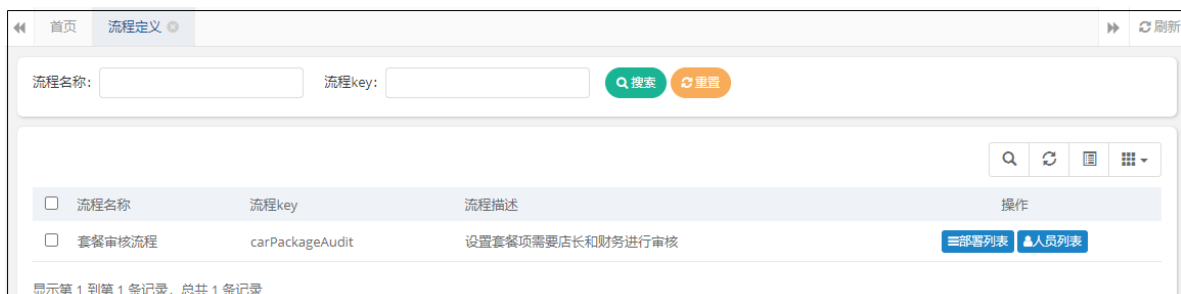 首页 流程定义 刷新
流程名称: 流程key: 搜索 重置
流程名称 流程key 流程描述 操作
套餐审核流程 carPackageAudit 设置套餐项需要店长和财务进行审核 部署列表 人员列表
显示第 1 到第 1 条记录，总共 1 条记录